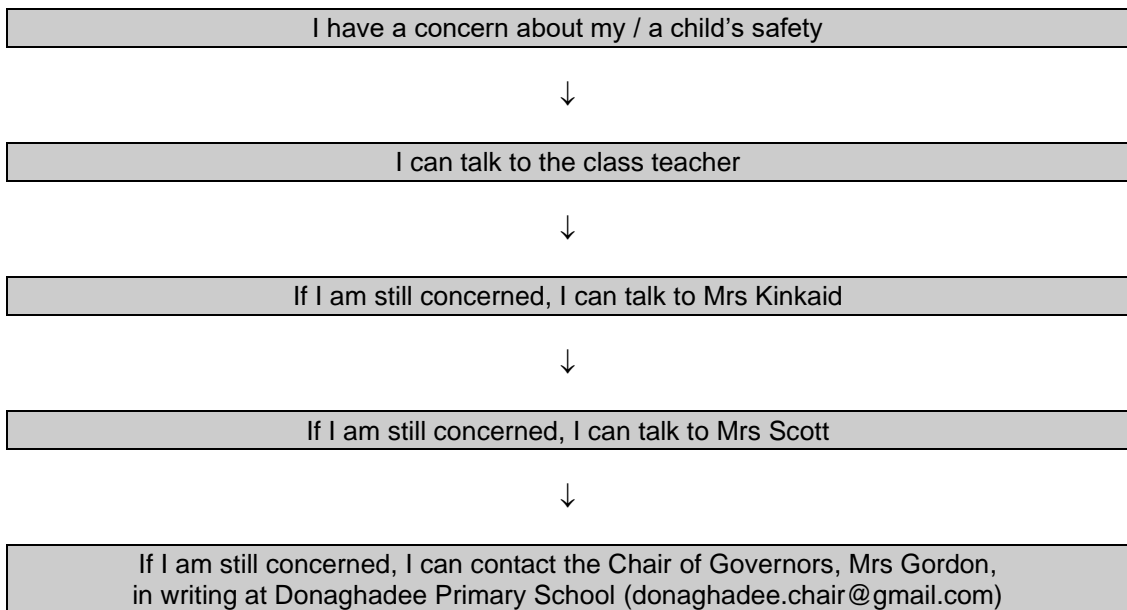 I have a concern about my / a child’s safety
↓
I can talk to the class teacher
↓
If I am still concerned, I can talk to Mrs Kinkaid
↓
If I am still concerned, I can talk to Mrs Scott
↓
If I am still concerned, I can contact the Chair of Governors, Mrs Gordon,
in writing at Donaghadee Primary School (donaghadee.chair@gmail.com)